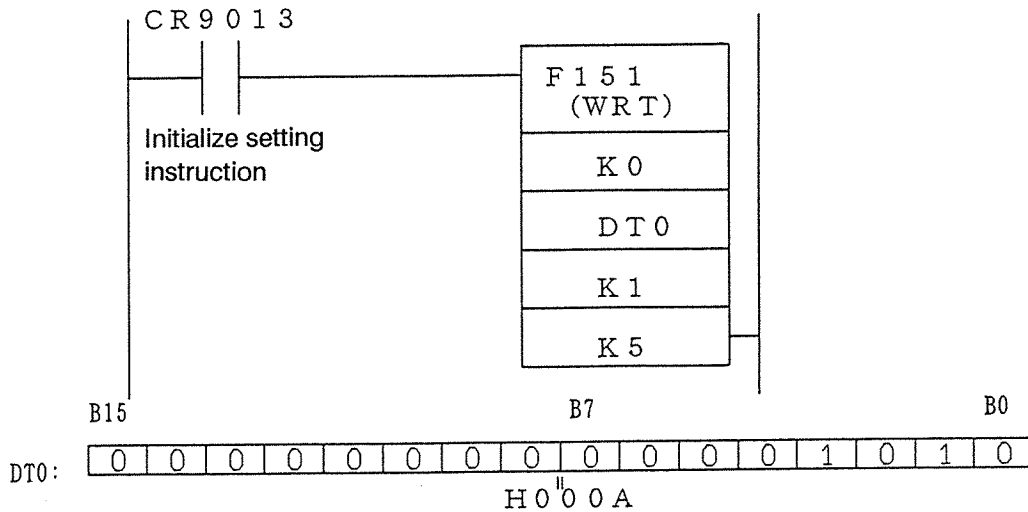 CR9013
F151
(WRT)
Initialize setting
instruction
K0
DT0
K1
K5
B15 B7 B0
DT0: 0 0 0 0 0 0 0 0 0 0 0 0 1 0 1 0
H000A